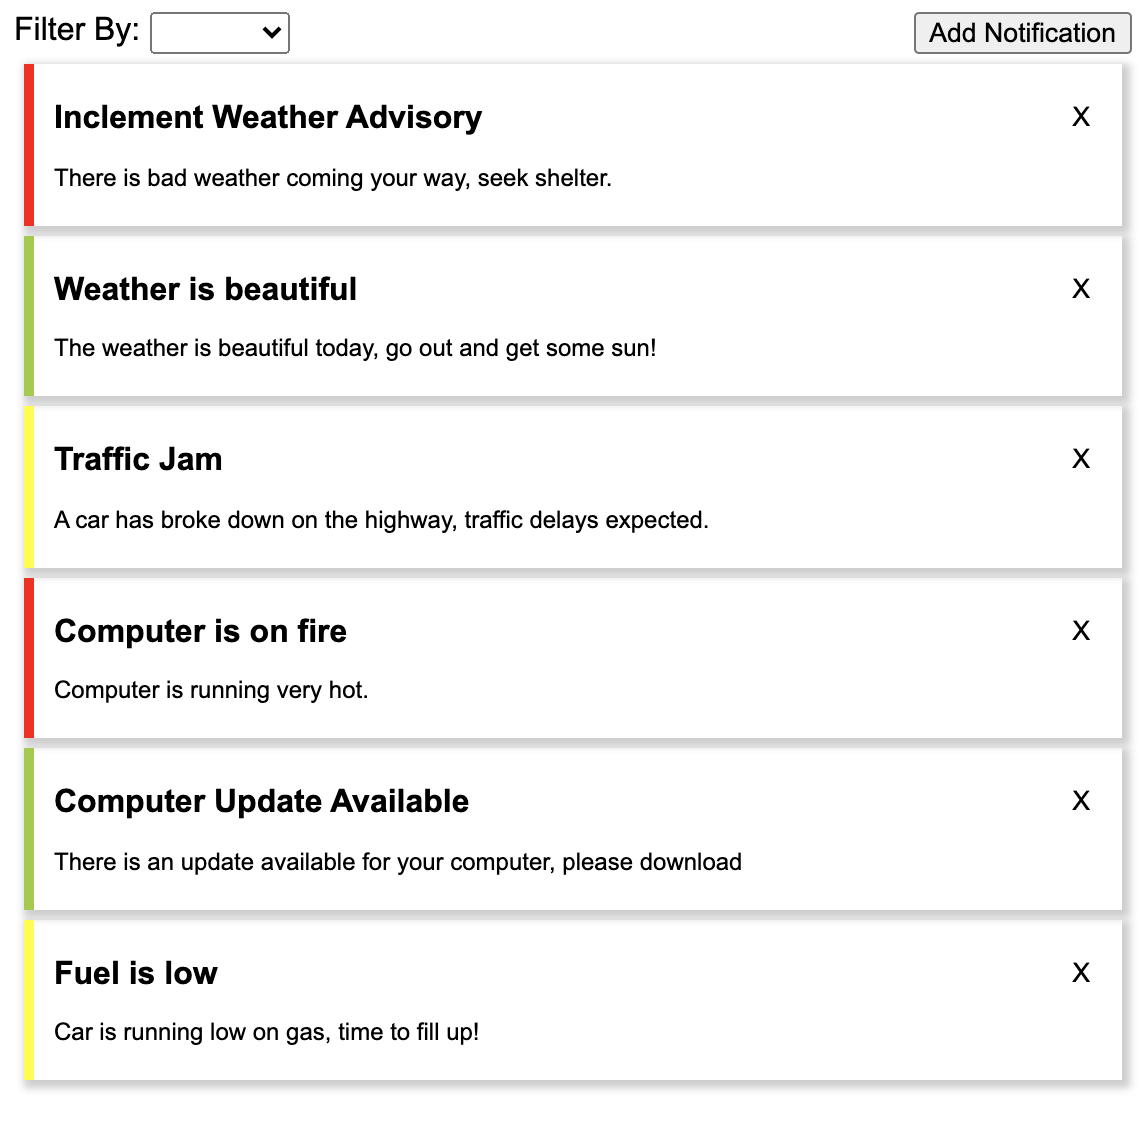 Filter By:
Add Notification
Inclement Weather Advisory
X
There is bad weather coming your way, seek shelter.
Weather is beautiful
X
The weather is beautiful today, go out and get some sun!
Traffic Jam
X
A car has broke down on the highway, traffic delays expected.
Computer is on fire
X
Computer is running very hot.
Computer Update Available
X
There is an update available for your computer, please download
Fuel is low
X
Car is running low on gas, time to fill up!